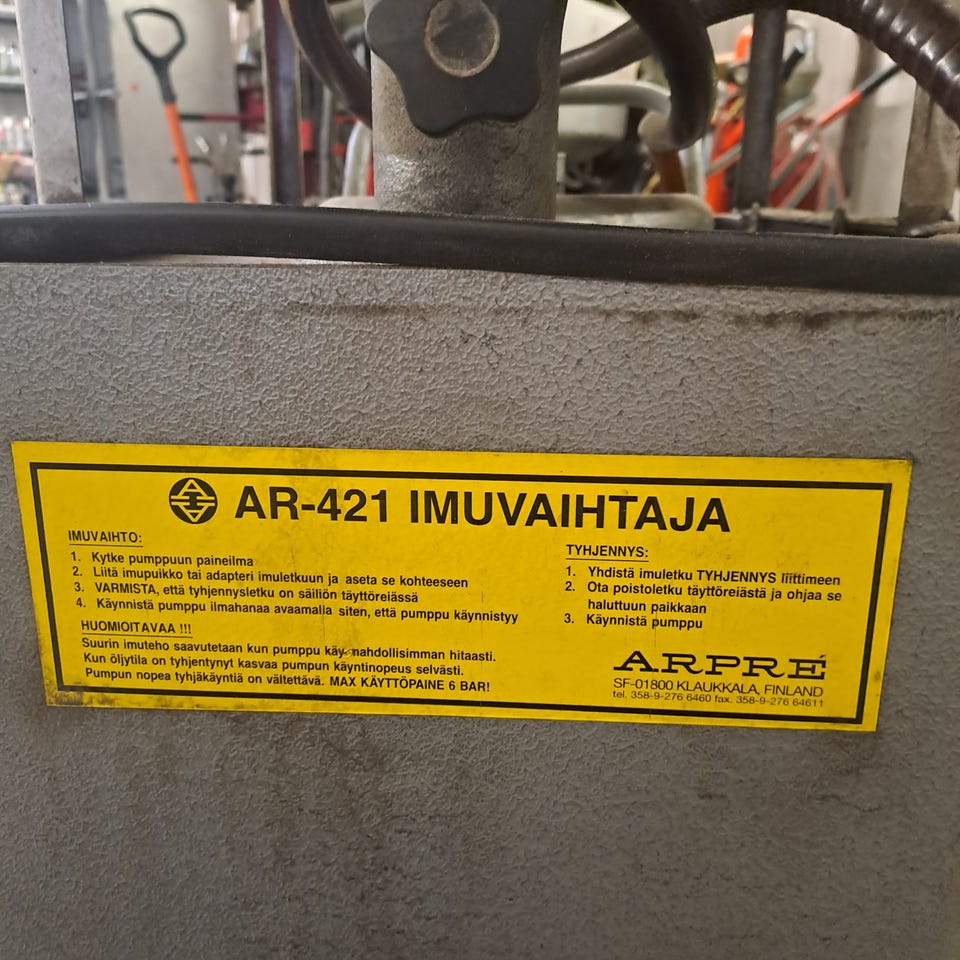 AR-421 IMUVAIHTAJA
IMUVAIHTO:
1. Kytke pumppuun paineilma
2. Liitä imupuikko tai adapteri imuletkuun ja aseta se kohteeseen
3. VARMISTA, että tyhjennysletku on säiliön täyttöreiässä
4. Käynnistä pumppu ilmahanaa avaamalla siten, että pumppu käynnistyy
HUOMIOITAVAA !!!
Suurin imuteho saavutetaan kun pumppu käy mahdollisimman hitaasti.
Kun öljytila on tyhjentynyt kasvaa pumpun käyntinopeus selvästi.
Pumpun nopea tyhjäkäyntiä on vältettävä. MAX KÄYTTÖPAINE 6 BAR!
TYHJENNYS:
1. Yhdistä imuletku TYHJENNYS liittimeen
2. Ota poistoletku täyttöreiästä ja ohjaa se
haluttuun paikkaan
3. Käynnistä pumppu
ARPRÉ
SF-01800 KLAUKKALA, FINLAND
tel. 358-9-276 6460 fax. 358-9-276 64611